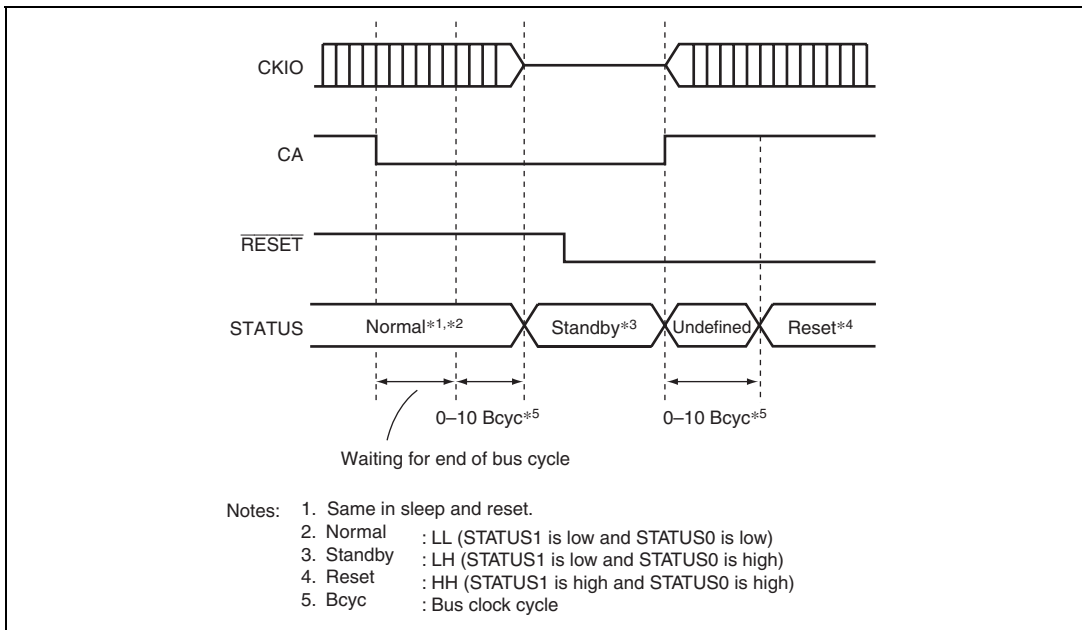 CKIO
CA
RESET
STATUS
Normal*1,*2
Standby*3
Undefined
Reset*4
0–10 Bcyc*5
0–10 Bcyc*5
Waiting for end of bus cycle
Notes: 1. Same in sleep and reset.
2. Normal : LL (STATUS1 is low and STATUS0 is low)
3. Standby : LH (STATUS1 is low and STATUS0 is high)
4. Reset : HH (STATUS1 is high and STATUS0 is high)
5. Bcyc : Bus clock cycle